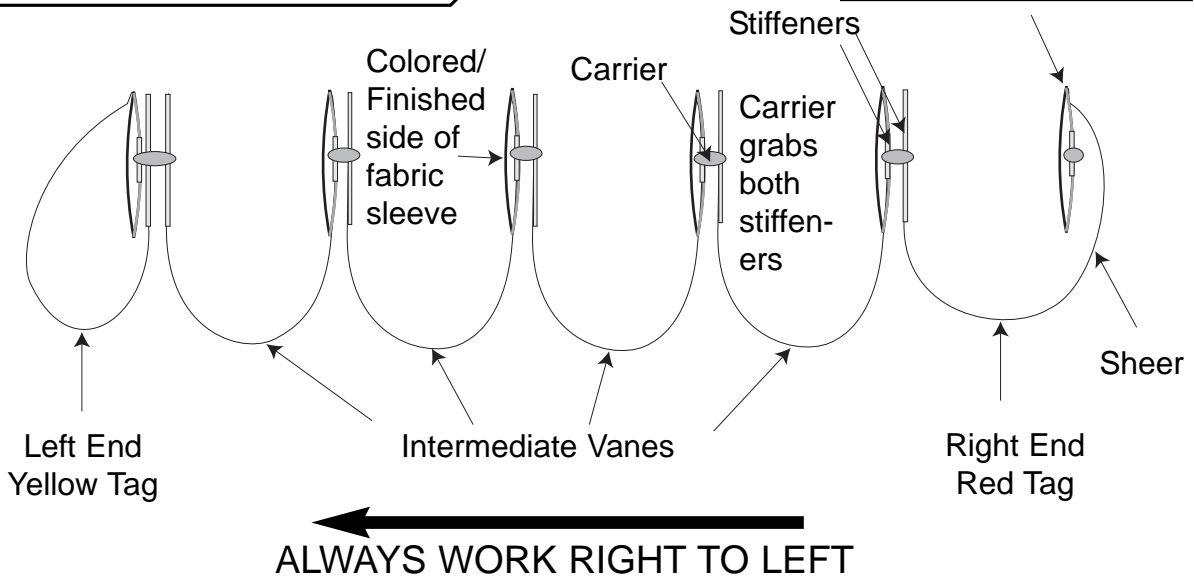 Stiffeners
Colored/
Finished
side of
fabric
sleeve
Carrier
Carrier
grabs
both
stiffen-
ers
Sheer
Left End
Yellow Tag
Intermediate Vanes
Right End
Red Tag
ALWAYS WORK RIGHT TO LEFT